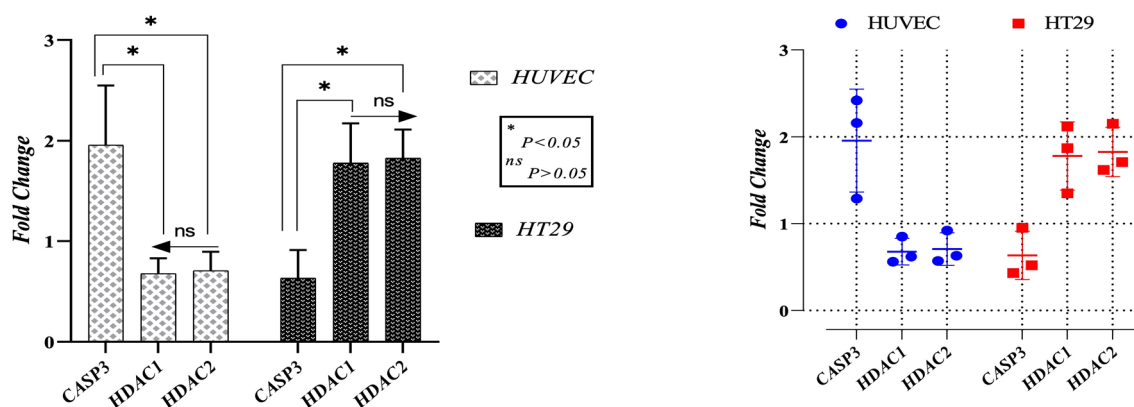 *
*
*
*
ns
ns
Fold Change
3
2
1
0
CASP3
HDAC1
HDAC2
CASP3
HDAC1
HDAC2
HUVEC
*
P<0.05
ns
P>0.05
HT29
HUVEC
HT29
Fold Change
3
2
1
0
CASP3
HDAC1
HDAC2
CASP3
HDAC1
HDAC2